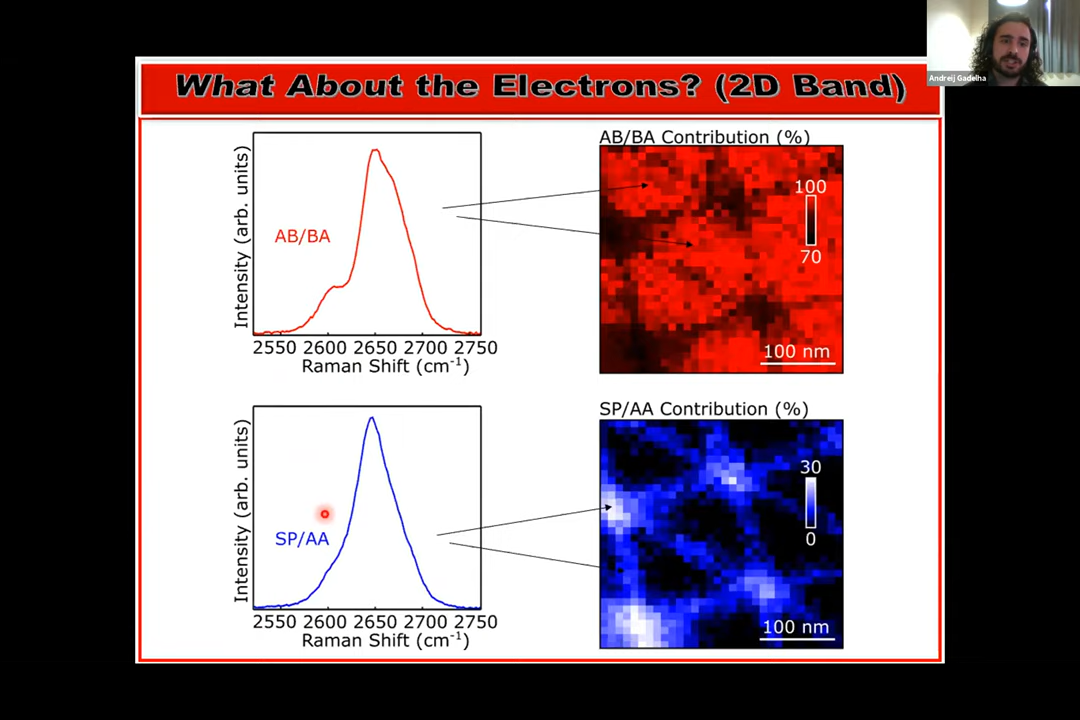 Andreij Gadelha
What About the Electrons? (2D Band)
Intensity (arb. units)
AB/BA
2550 2600 2650 2700 2750
Raman Shift (cm⁻¹)
AB/BA Contribution (%)
100
70
100 nm
Intensity (arb. units)
SP/AA
2550 2600 2650 2700 2750
Raman Shift (cm⁻¹)
SP/AA Contribution (%)
30
0
100 nm